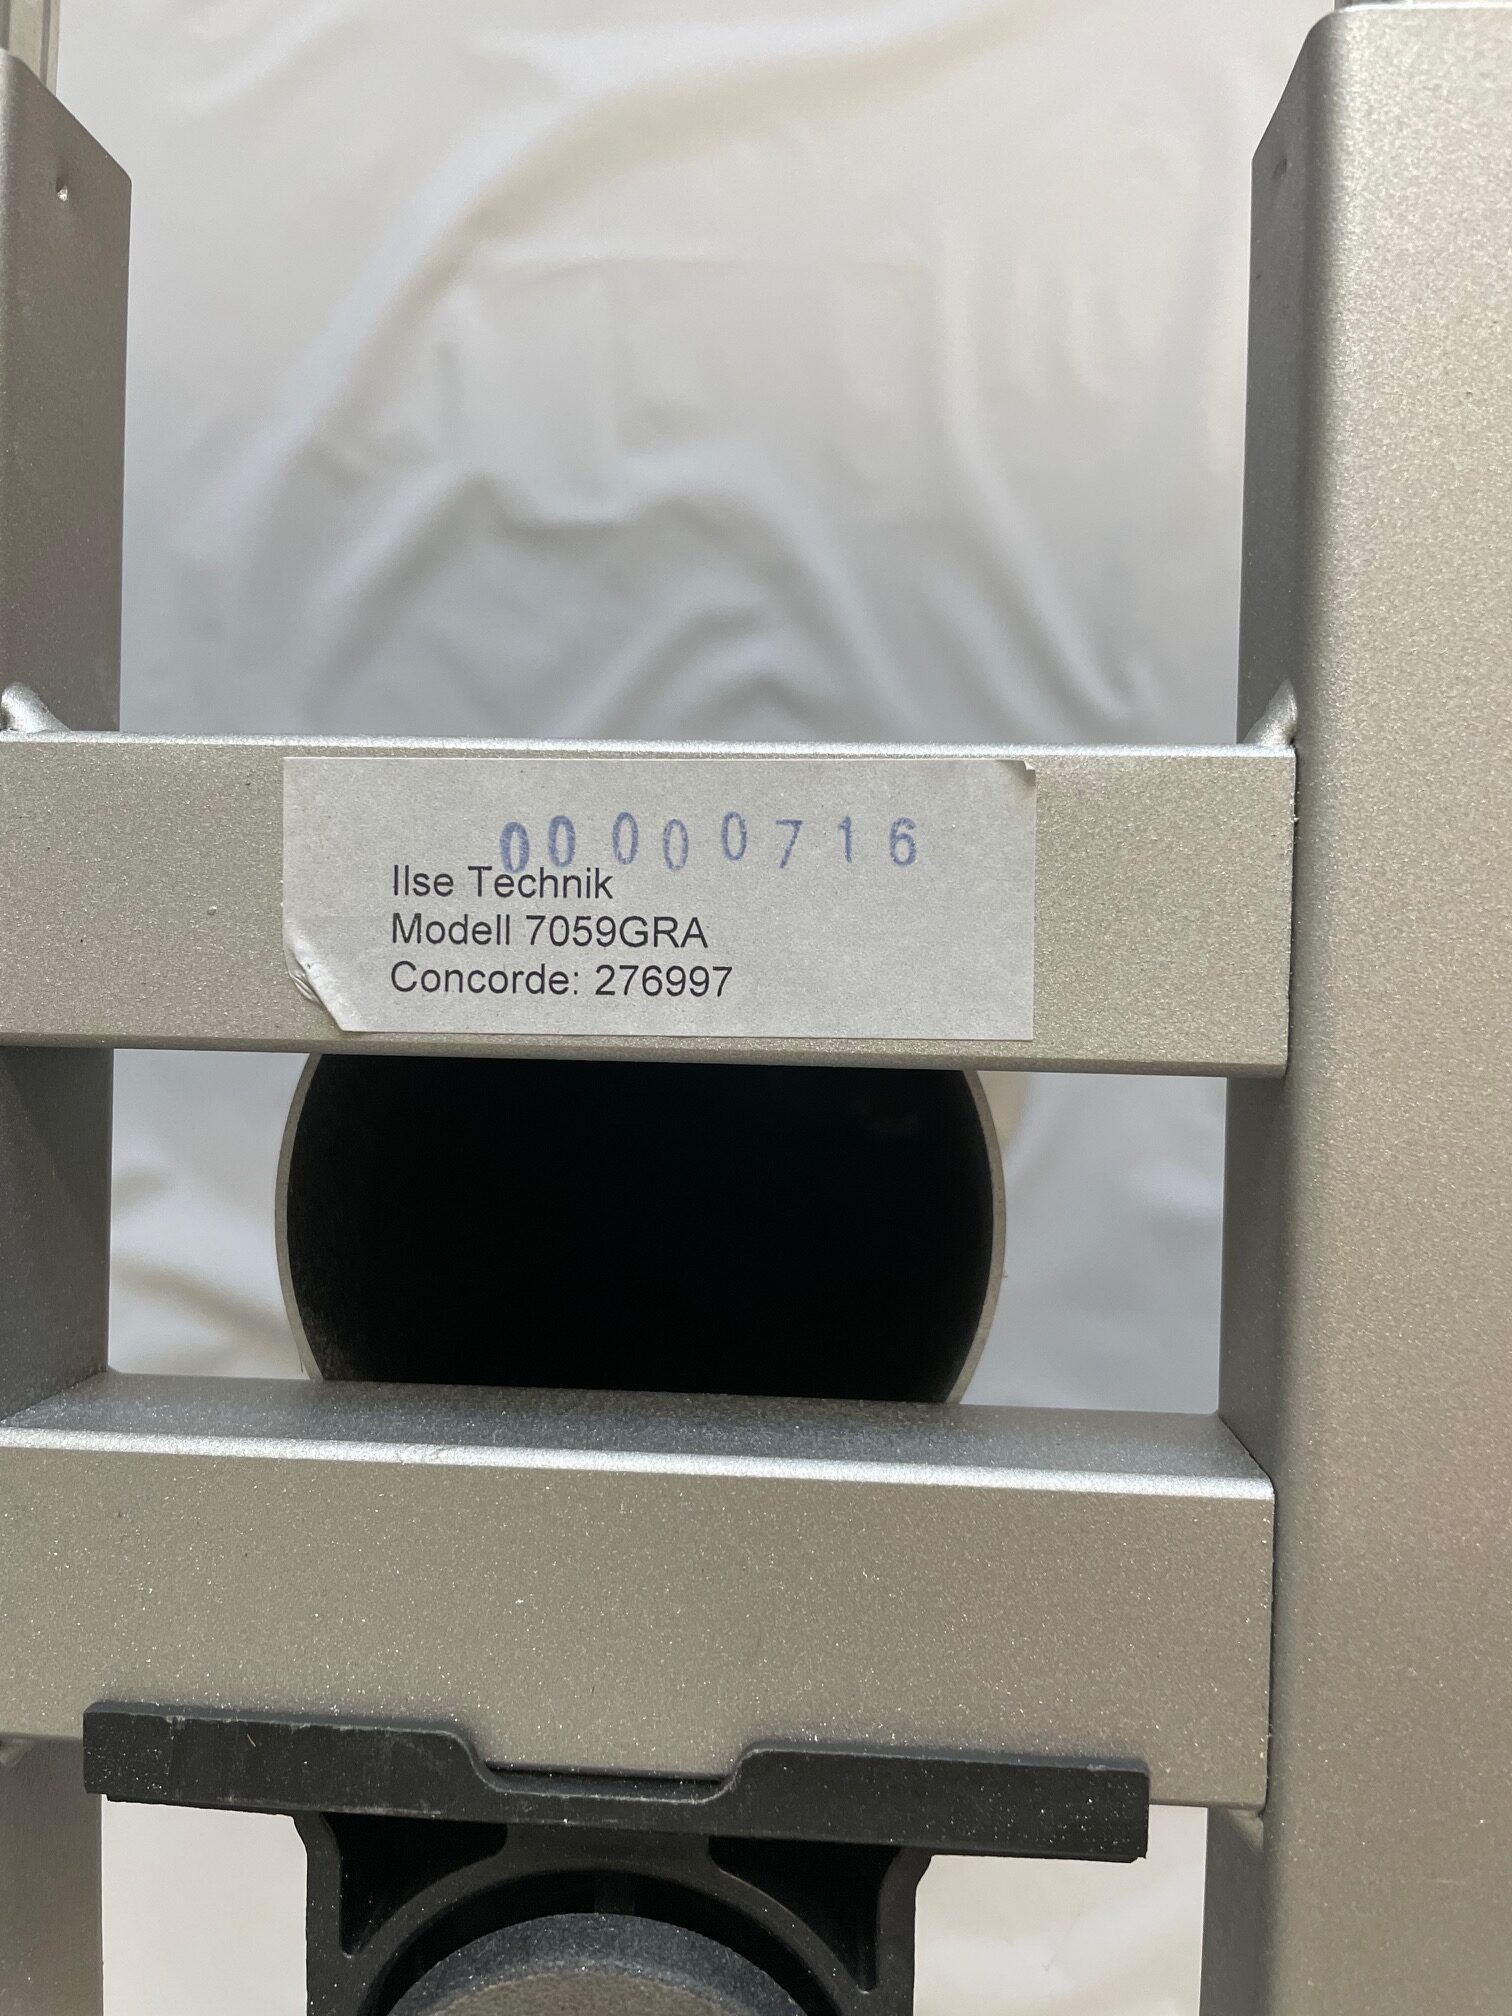 00000716
Ilse Technik
Modell 7059GRA
Concorde: 276997